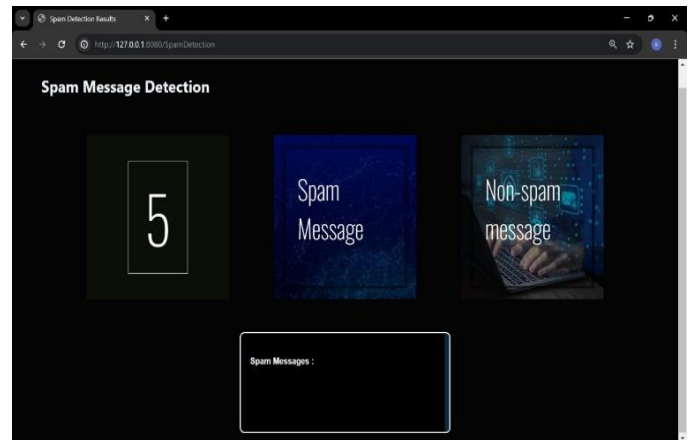 Spam Detection Results
http://127.0.0.1:8080/SpamDetection
Spam Message Detection
5
Spam
Message
Non-spam
message
Spam Messages :